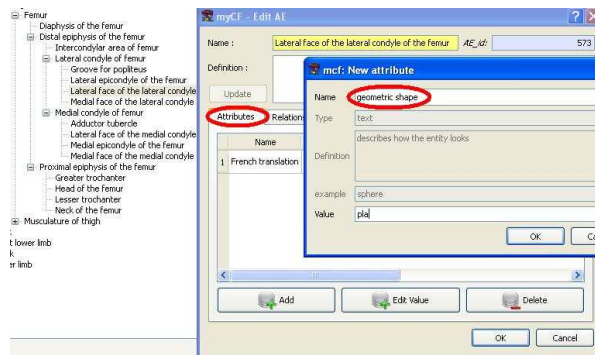 Femur
Diaphysis of the femur
Distal epiphysis of the femur
Intercondylar area of femur
Lateral condyle of femur
Groove for popliteus
Lateral epicondyle of the femur
Lateral face of the lateral condyle
Medial face of the lateral condyle
Medial condyle of femur
Adductor tubercle
Lateral face of the medial condyle
Medial epicondyle of the femur
Medial face of the medial condyle
Proximal epiphysis of the femur
Greater trochanter
Head of the femur
Lesser trochanter
Neck of the femur
Musculature of thigh
k
t lower limb
k
er limb
myCF - Edit AE
Name : Lateral face of the lateral condyle of the femur AE_id: 573
Definition :
Update
Attributes Relations
Name
1 French translation
Add Edit Value Delete
OK Cancel
mcf: New attribute
Name geometric shape
Type text
Definition describes how the entity looks
example sphere
Value pla
OK Ca